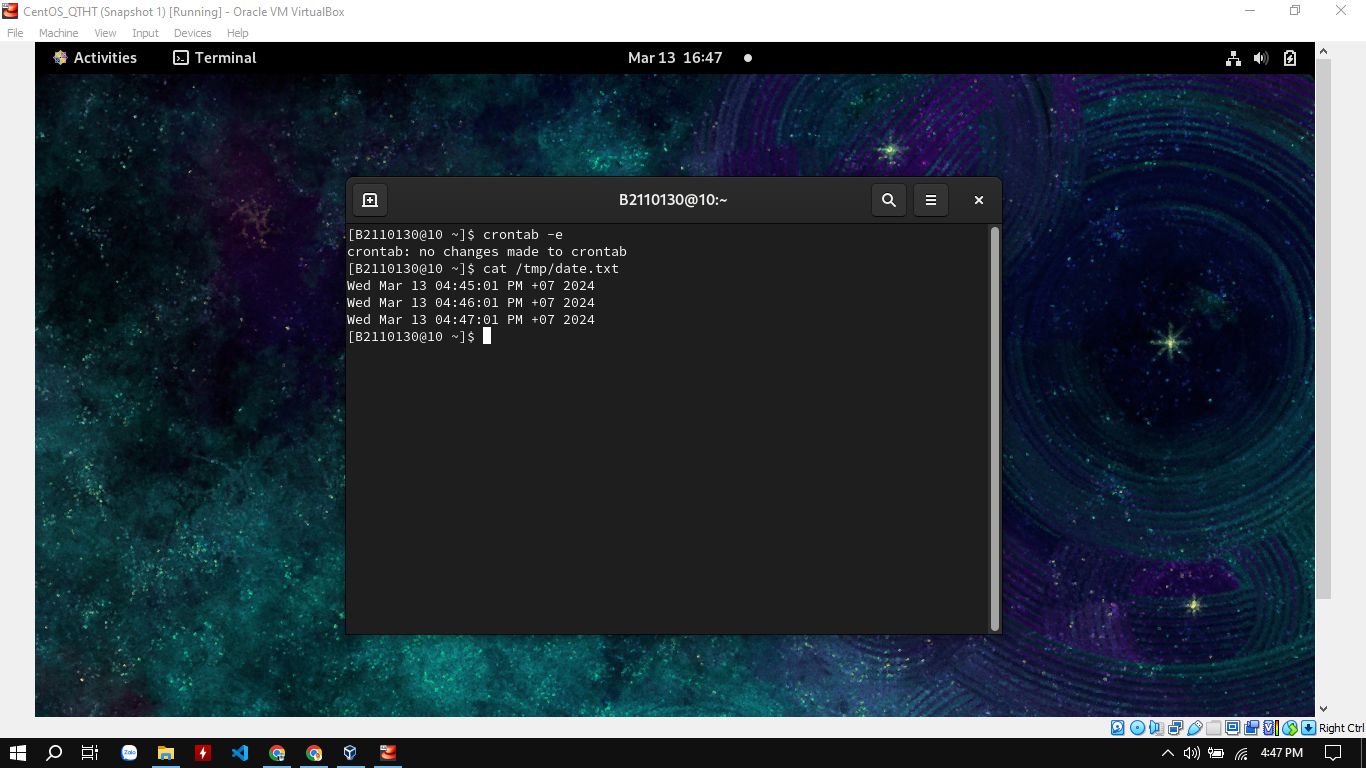 CentOS_QTHT (Snapshot 1) [Running] - Oracle VM VirtualBox
File Machine View Input Devices Help
Activities Terminal Mar 13 16:47
B2110130@10:~
[B2110130@10 ~]$ crontab -e
crontab: no changes made to crontab
[B2110130@10 ~]$ cat /tmp/date.txt
Wed Mar 13 04:45:01 PM +07 2024
Wed Mar 13 04:46:01 PM +07 2024
Wed Mar 13 04:47:01 PM +07 2024
[B2110130@10 ~]$
Right Ctrl
Zalo
4:47 PM